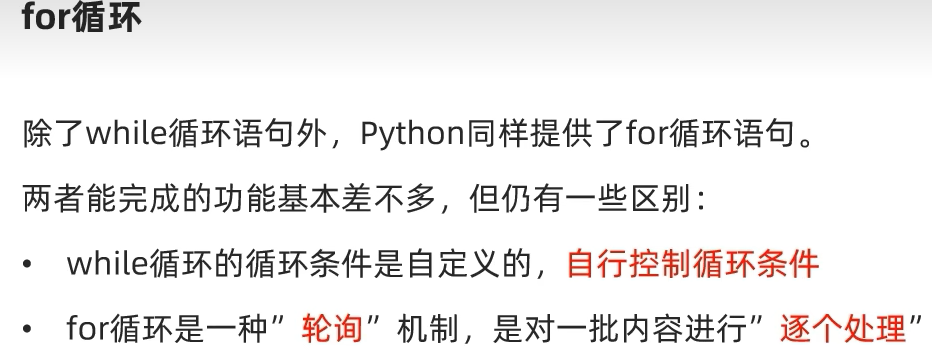 for循环
除了while循环语句外，Python同样提供了for循环语句。
两者能完成的功能基本差不多，但仍有一些区别：
• while循环的循环条件是自定义的，自行控制循环条件
• for循环是一种”轮询”机制，是对一批内容进行”逐个处理”